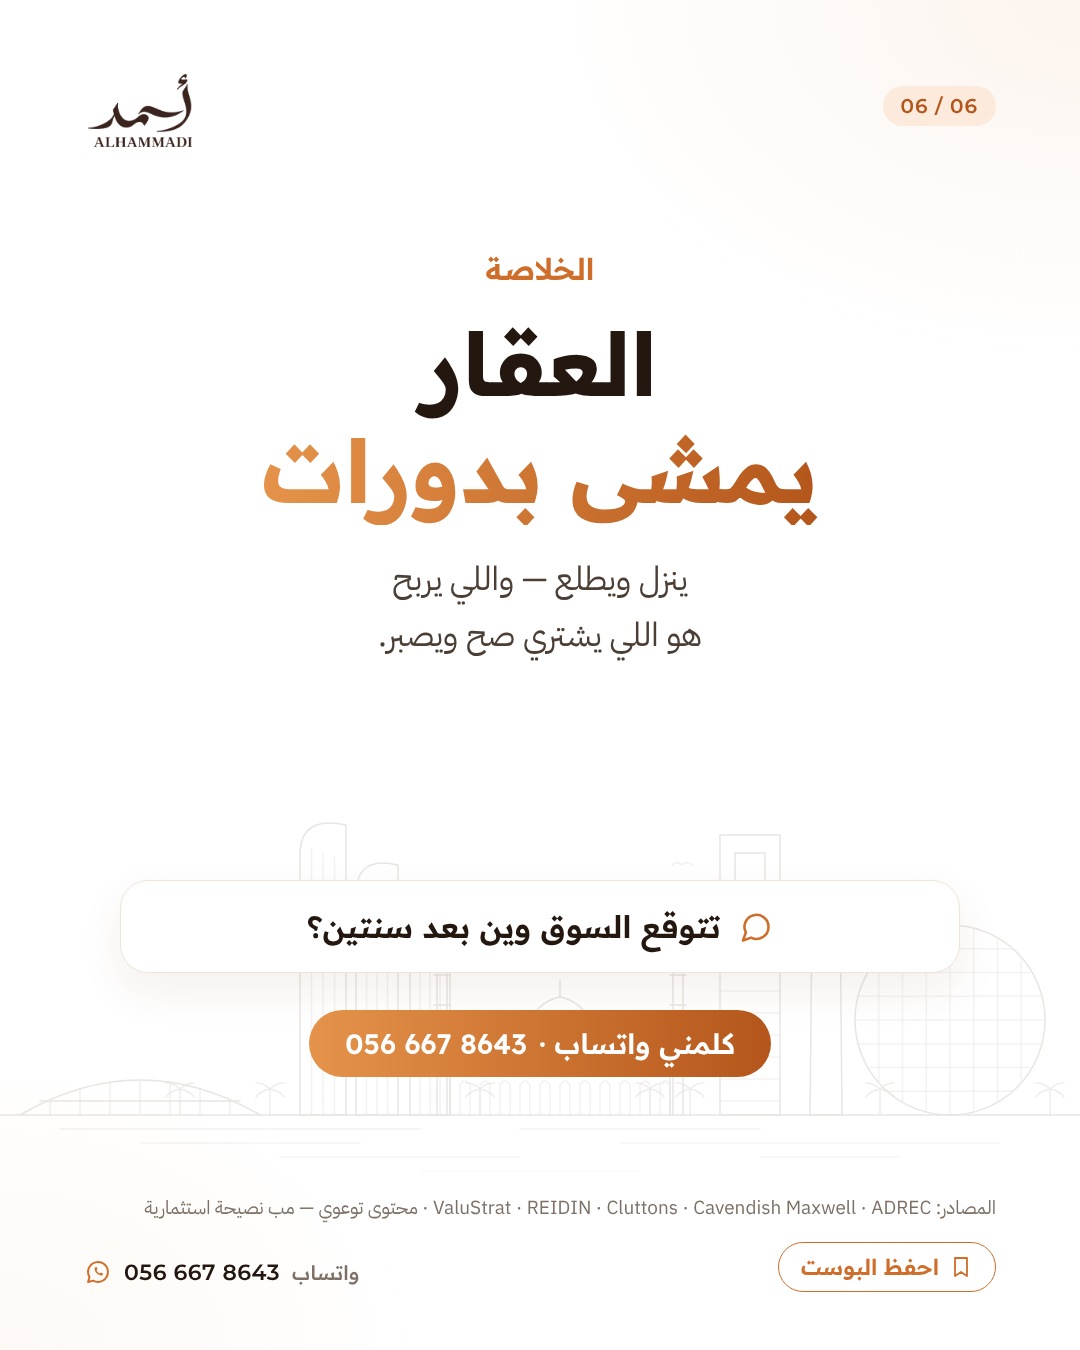 أحمد
ALHAMMADI
06 / 06
الخلاصة
العقار
يمشى بدورات
ينزل ويطلع — واللي يربح
هو اللي يشتري صح ويصبر.
تتوقع السوق وين بعد سنتين؟
كلمني واتساب · 056 667 8643
المصادر: ValuStrat · REIDIN · Cluttons · Cavendish Maxwell · ADREC · محتوى توعوي — مب نصيحة استثمارية
احفظ البوست
واتساب 056 667 8643